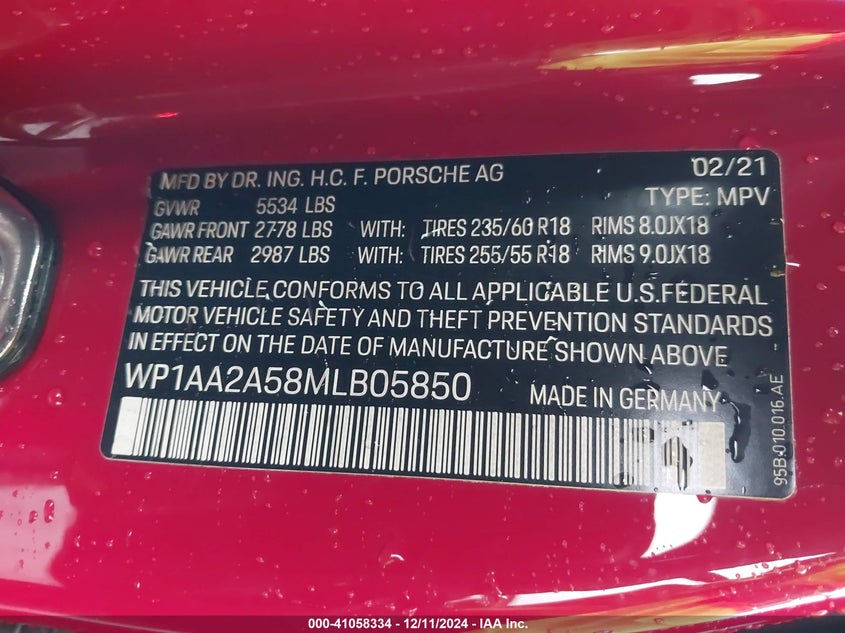 MFD BY DR. ING. H.C. F. PORSCHE AG 02/21
GVWR 5534 LBS TYPE: MPV
GAWR FRONT 2778 LBS WITH: TIRES 235/60 R18 RIMS 8.0JX18
GAWR REAR 2987 LBS WITH: TIRES 255/55 R18 RIMS 9.0JX18
THIS VEHICLE CONFORMS TO ALL APPLICABLE U.S.FEDERAL
MOTOR VEHICLE SAFETY AND THEFT PREVENTION STANDARDS
IN EFFECT ON THE DATE OF MANUFACTURE SHOWN ABOVE
WP1AA2A58MLB05850 MADE IN GERMANY
95B.010.016.AE
000-41058334 - 12/11/2024 - IAA Inc.